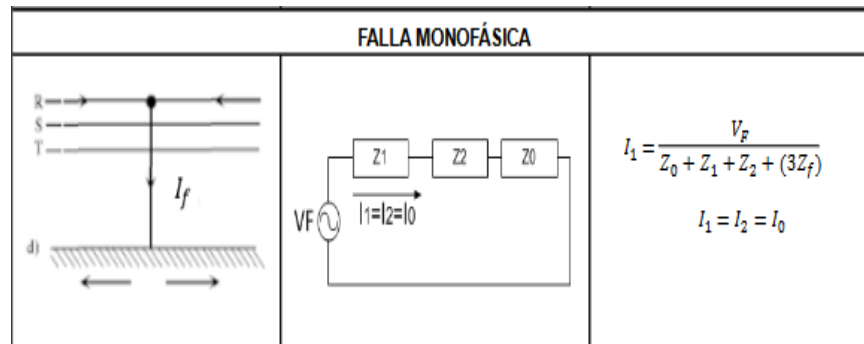 FALLA MONOFÁSICA
R
S
T
I_f
d)
Z1 Z2 Z0
I1=I2=I0
VF
I_1 = V_F / (Z_0 + Z_1 + Z_2 + (3Z_f))
I_1 = I_2 = I_0